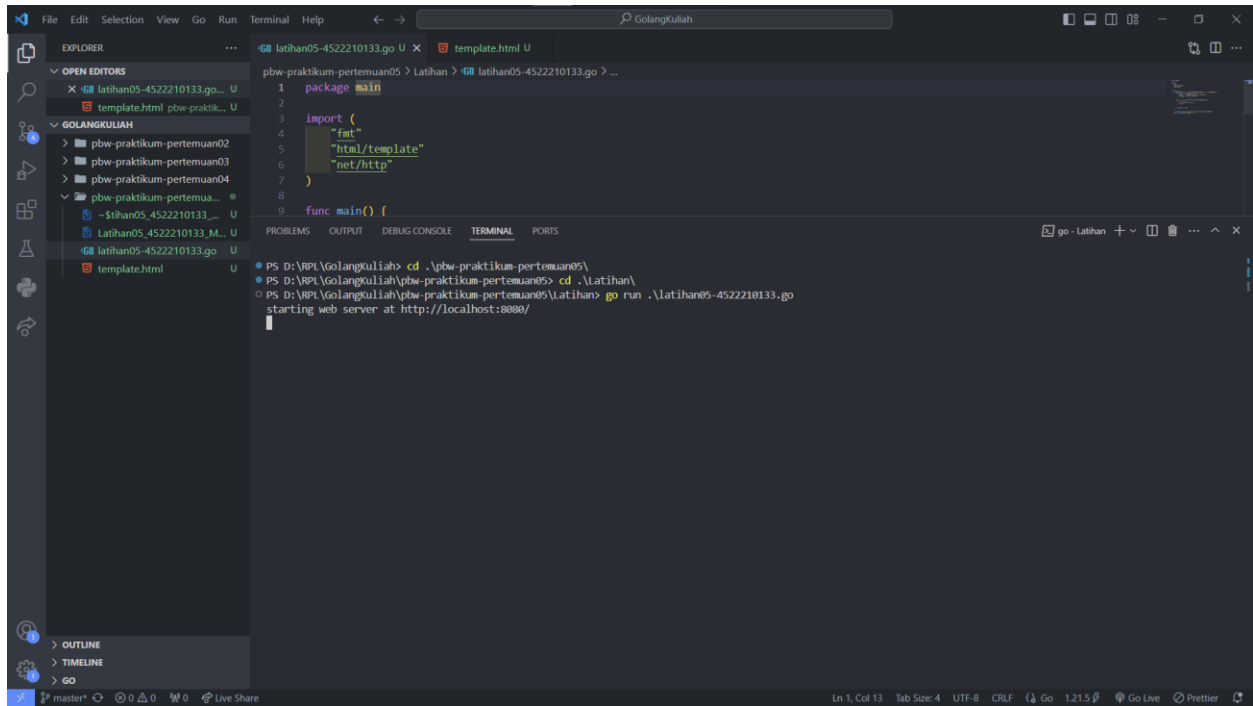 File Edit Selection View Go Run Terminal Help
GolangKuliah
EXPLORER
latihan05-4522210133.go U
template.html U
OPEN EDITORS
latihan05-4522210133.go... U
template.html pbw-praktik... U
GOLANGKULIAH
pbw-praktikum-pertemuan02
pbw-praktikum-pertemuan03
pbw-praktikum-pertemuan04
pbw-praktikum-pertemua...
~$tihan05_4522210133_... U
Latihan05_4522210133_M... U
latihan05-4522210133.go U
template.html U
pbw-praktikum-pertemuan05 > Latihan > latihan05-4522210133.go > ...
1 package main
2
3 import (
4 "fmt"
5 "html/template"
6 "net/http"
7 )
8
9 func main() {
PROBLEMS OUTPUT DEBUG CONSOLE TERMINAL PORTS
go - Latihan
PS D:\RPL\GolangKuliah> cd .\pbw-praktikum-pertemuan05\
PS D:\RPL\GolangKuliah\pbw-praktikum-pertemuan05> cd .\Latihan\
PS D:\RPL\GolangKuliah\pbw-praktikum-pertemuan05\Latihan> go run .\latihan05-4522210133.go
starting web server at http://localhost:8080/
OUTLINE
TIMELINE
GO
master* 0 0 0 Live Share
Ln 1, Col 13 Tab Size: 4 UTF-8 CRLF Go 1.21.5 Go Live Prettier